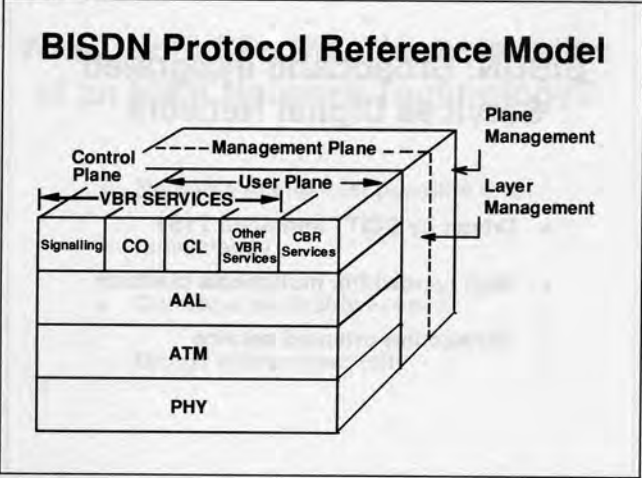 BISDN Protocol Reference Model
Plane
Management
Management Plane
Control
Plane
User Plane
Layer
Management
VBR SERVICES
Signalling
CO
CL
Other
VBR
Services
CBR
Services
AAL
ATM
PHY